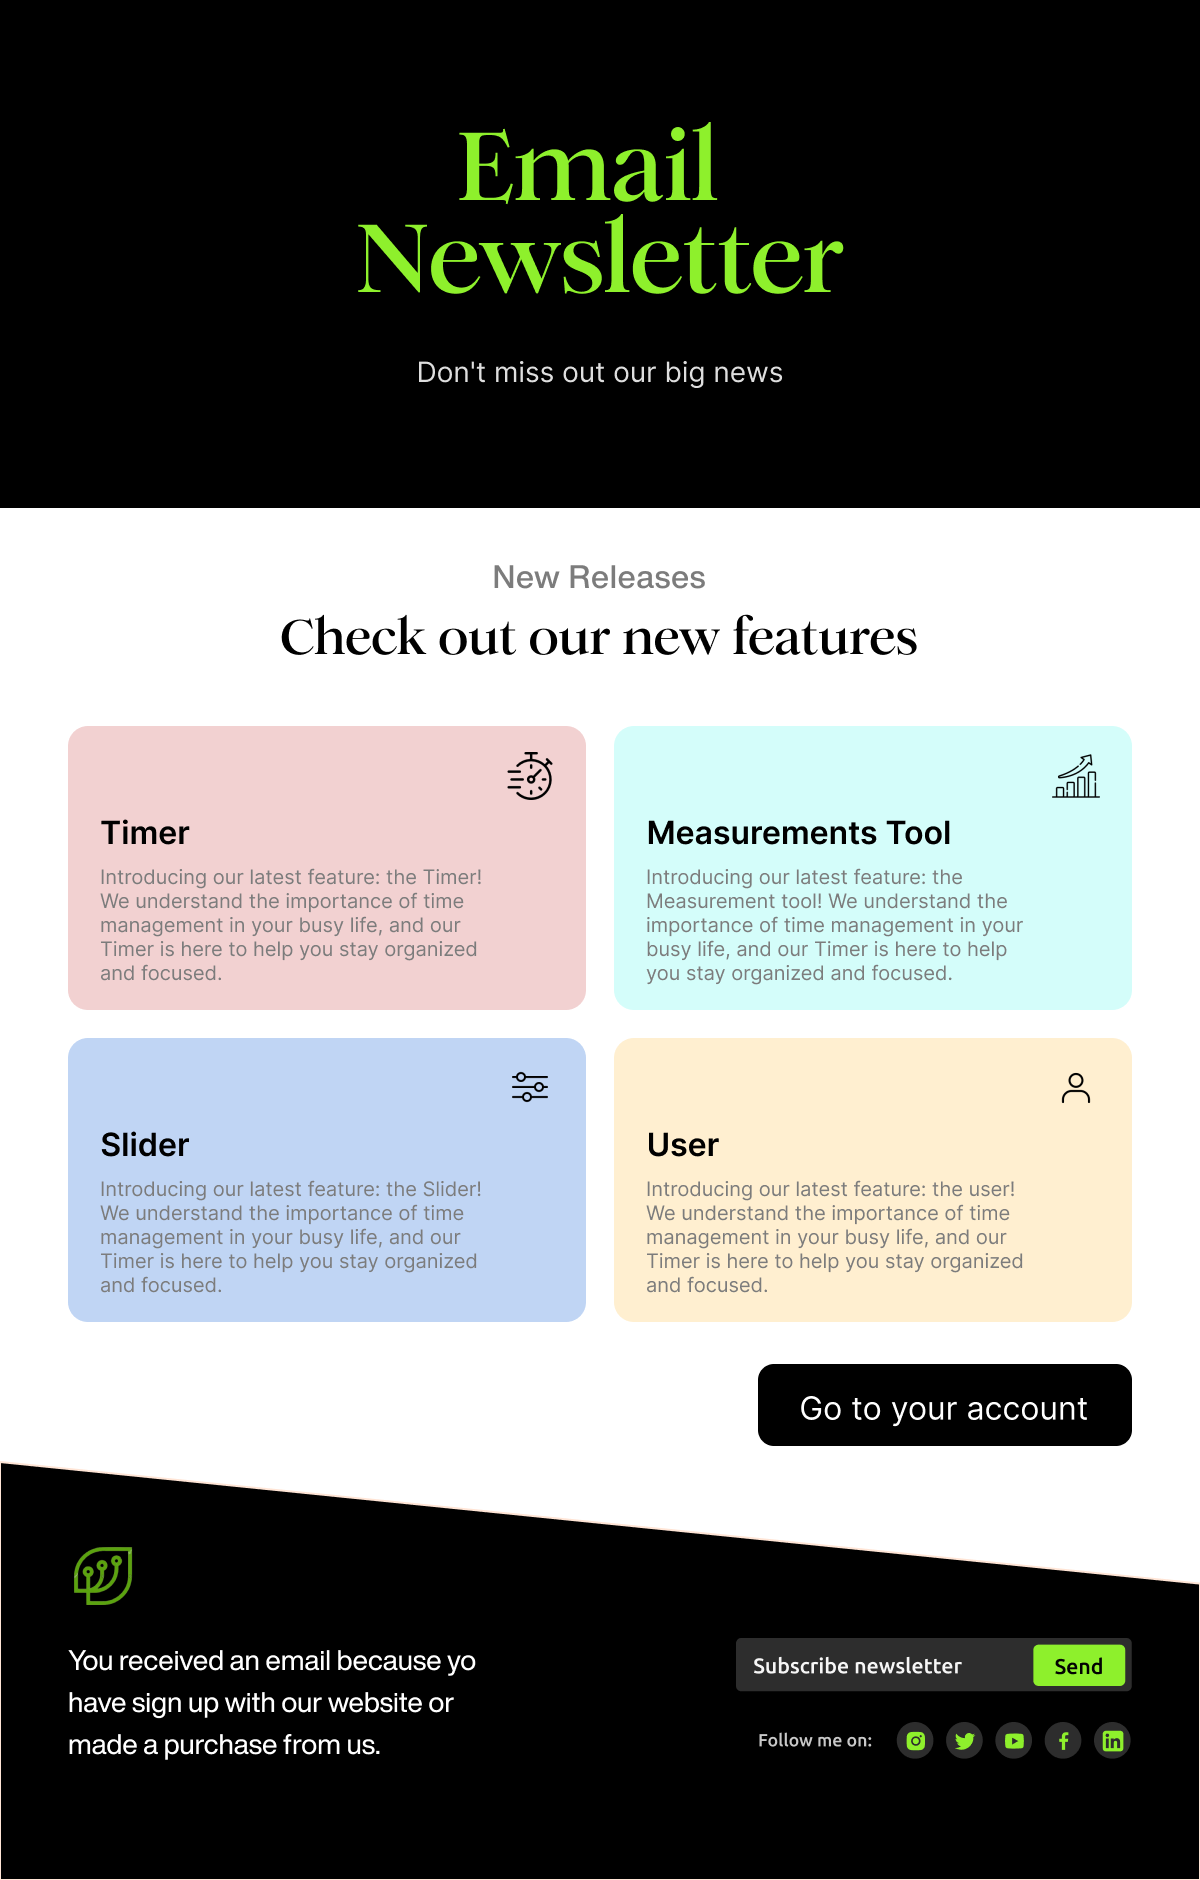 Email
Newsletter
Don't miss out our big news
New Releases
Check out our new features
Timer
Introducing our latest feature: the Timer!
We understand the importance of time
management in your busy life, and our
Timer is here to help you stay organized
and focused.
Measurements Tool
Introducing our latest feature: the
Measurement tool! We understand the
importance of time management in your
busy life, and our Timer is here to help
you stay organized and focused.
Slider
Introducing our latest feature: the Slider!
We understand the importance of time
management in your busy life, and our
Timer is here to help you stay organized
and focused.
User
Introducing our latest feature: the user!
We understand the importance of time
management in your busy life, and our
Timer is here to help you stay organized
and focused.
Go to your account
You received an email because yo
have sign up with our website or
made a purchase from us.
Subscribe newsletter
Send
Follow me on: